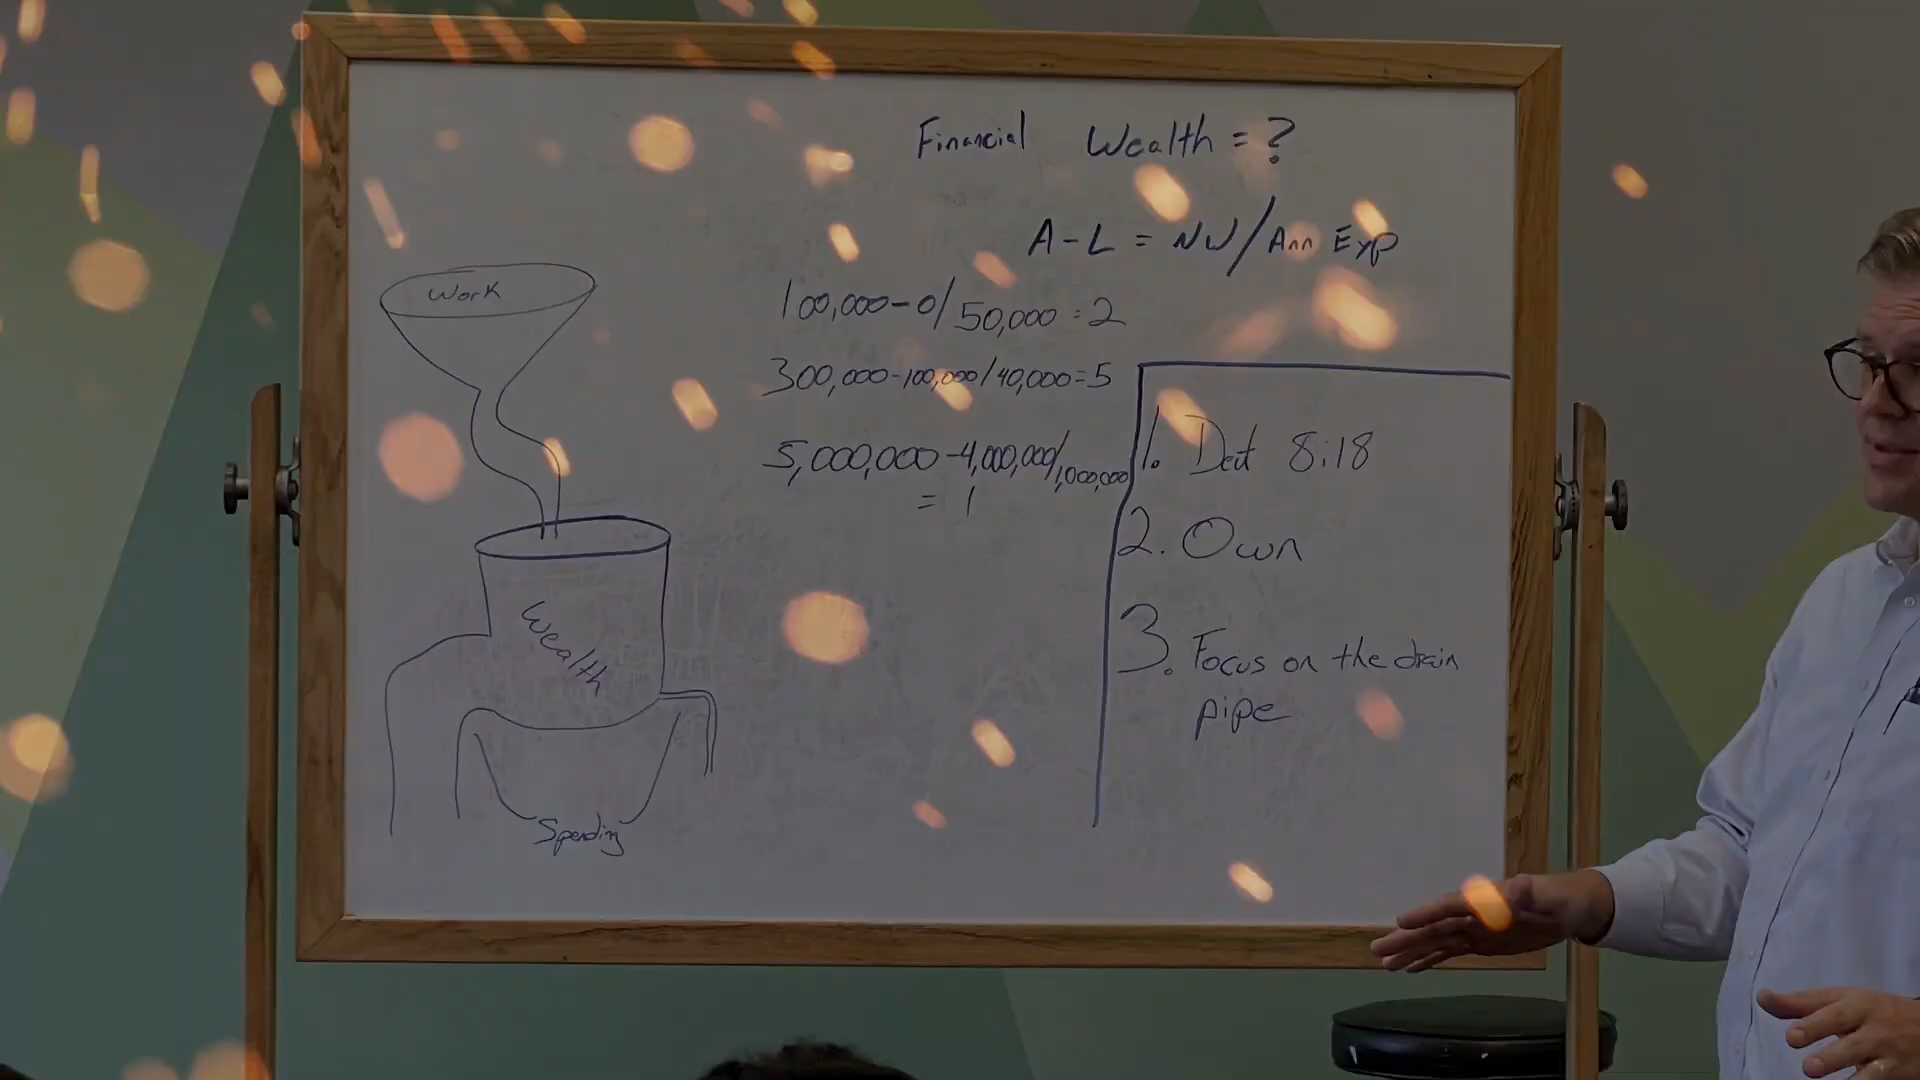 Financial Wealth = ?
A - L = NW / Ann Exp
Work
100,000 - 0 / 50,000 = 2
300,000 - 100,000 / 40,000 = 5
5,000,000 - 4,000,000 / 1,000,000
= 1
1. Deut 8:18
2. Own
3. Focus on the drain
pipe
Wealth
Spending